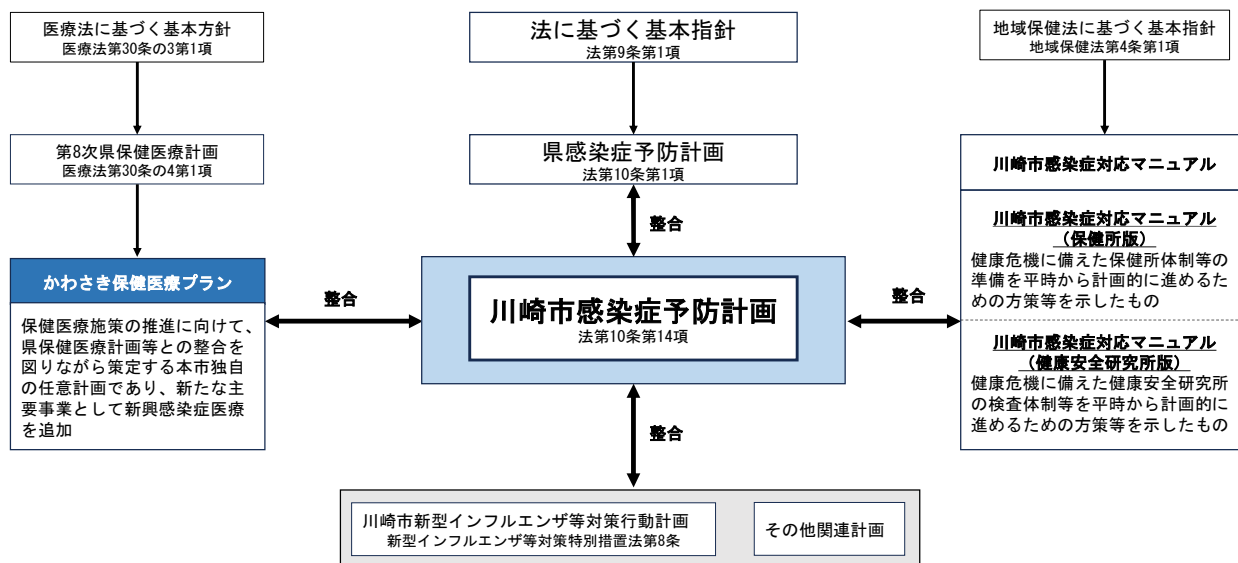 医療法に基づく基本方針
医療法第30条の3第1項
法に基づく基本指針
法第9条第1項
地域保健法に基づく基本指針
地域保健法第4条第1項
第8次県保健医療計画
医療法第30条の4第1項
県感染症予防計画
法第10条第1項
川崎市感染症対応マニュアル
整合
川崎市感染症対応マニュアル
（保健所版）
健康危機に備えた保健所体制等の
準備を平時から計画的に進めるた
めの方策等を示したもの
川崎市感染症対応マニュアル
（健康安全研究所版）
健康危機に備えた健康安全研究所
の検査体制等を平時から計画的に
進めるための方策等を示したもの
かわさき保健医療プラン
保健医療施策の推進に向けて、
県保健医療計画等との整合を
図りながら策定する本市独自
の任意計画であり、新たな主
要事業として新興感染症医療
を追加
整合
川崎市感染症予防計画
法第10条第14項
整合
整合
川崎市新型インフルエンザ等対策行動計画
新型インフルエンザ等対策特別措置法第8条
その他関連計画